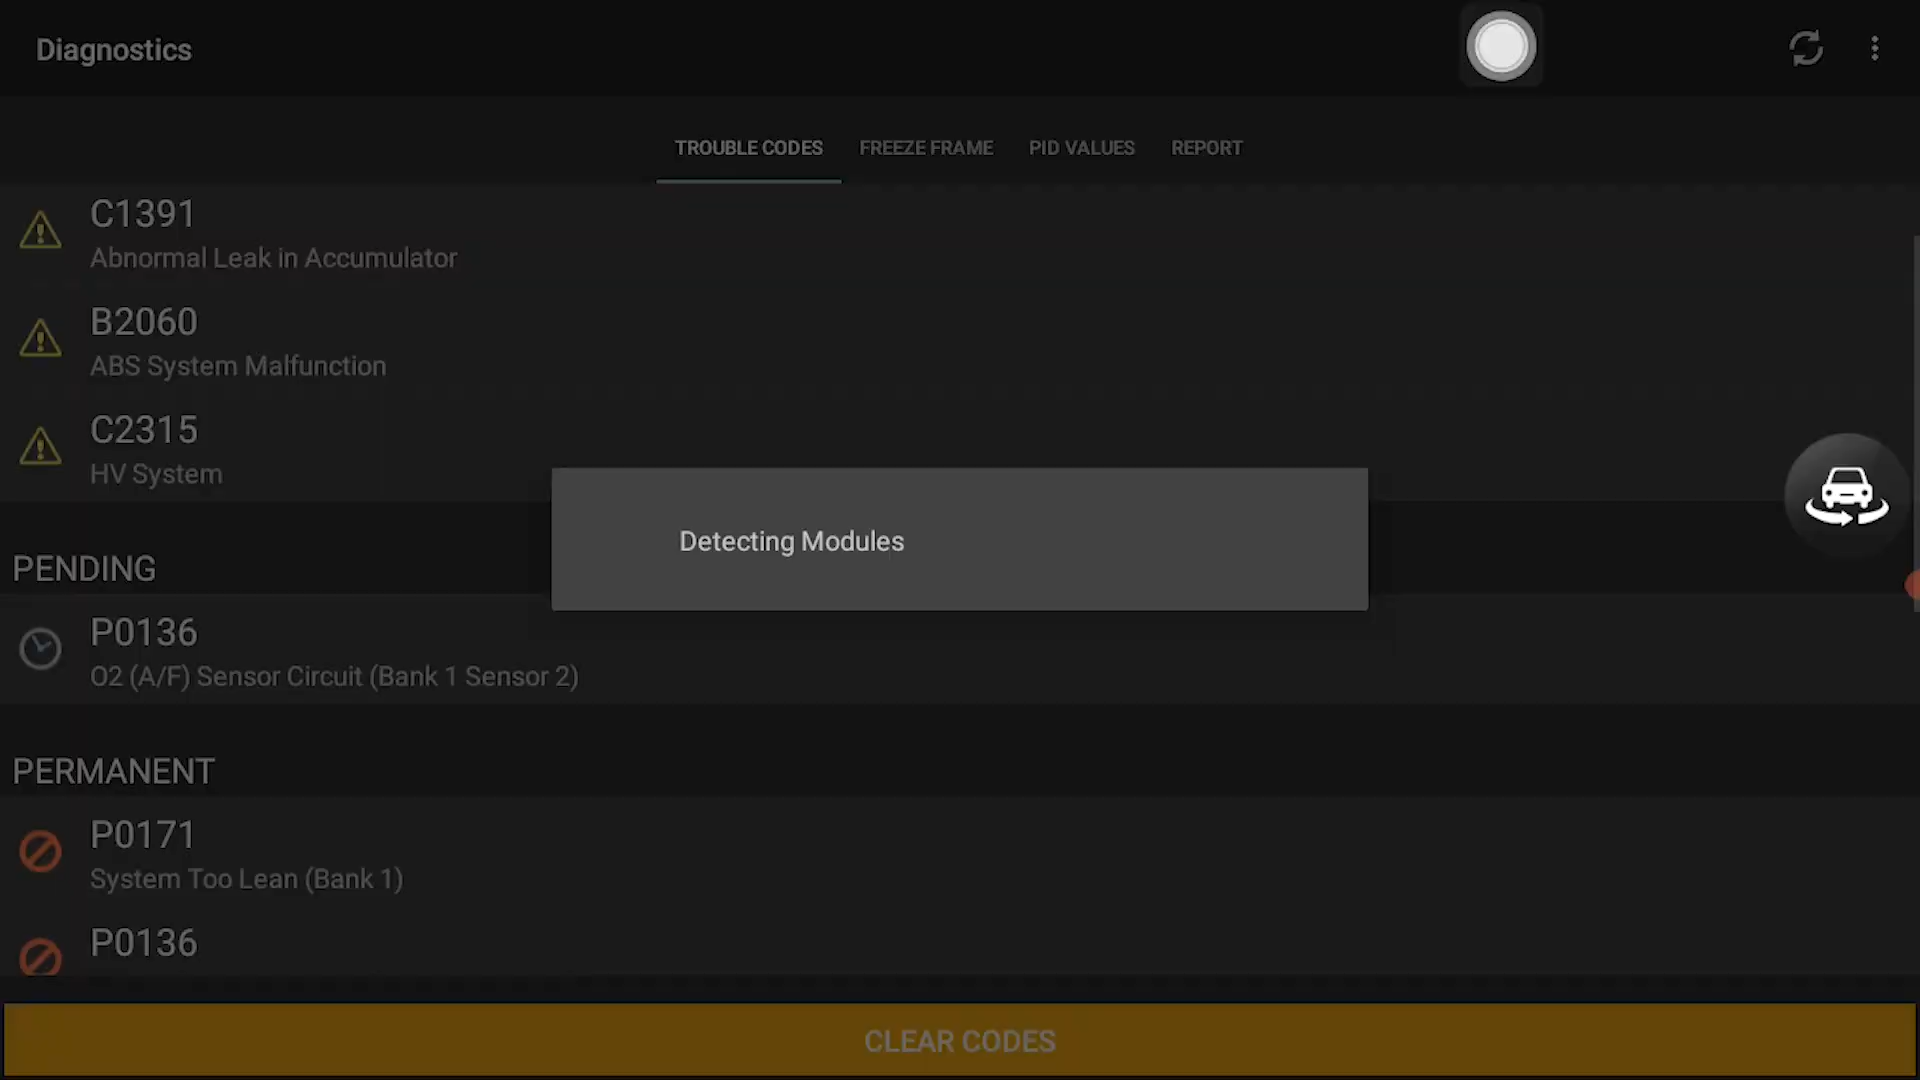 Diagnostics
TROUBLE CODES
FREEZE FRAME
PID VALUES
REPORT
C1391
Abnormal Leak in Accumulator
B2060
ABS System Malfunction
C2315
HV System
Detecting Modules
PENDING
P0136
O2 (A/F) Sensor Circuit (Bank 1 Sensor 2)
PERMANENT
P0171
System Too Lean (Bank 1)
P0136
CLEAR CODES